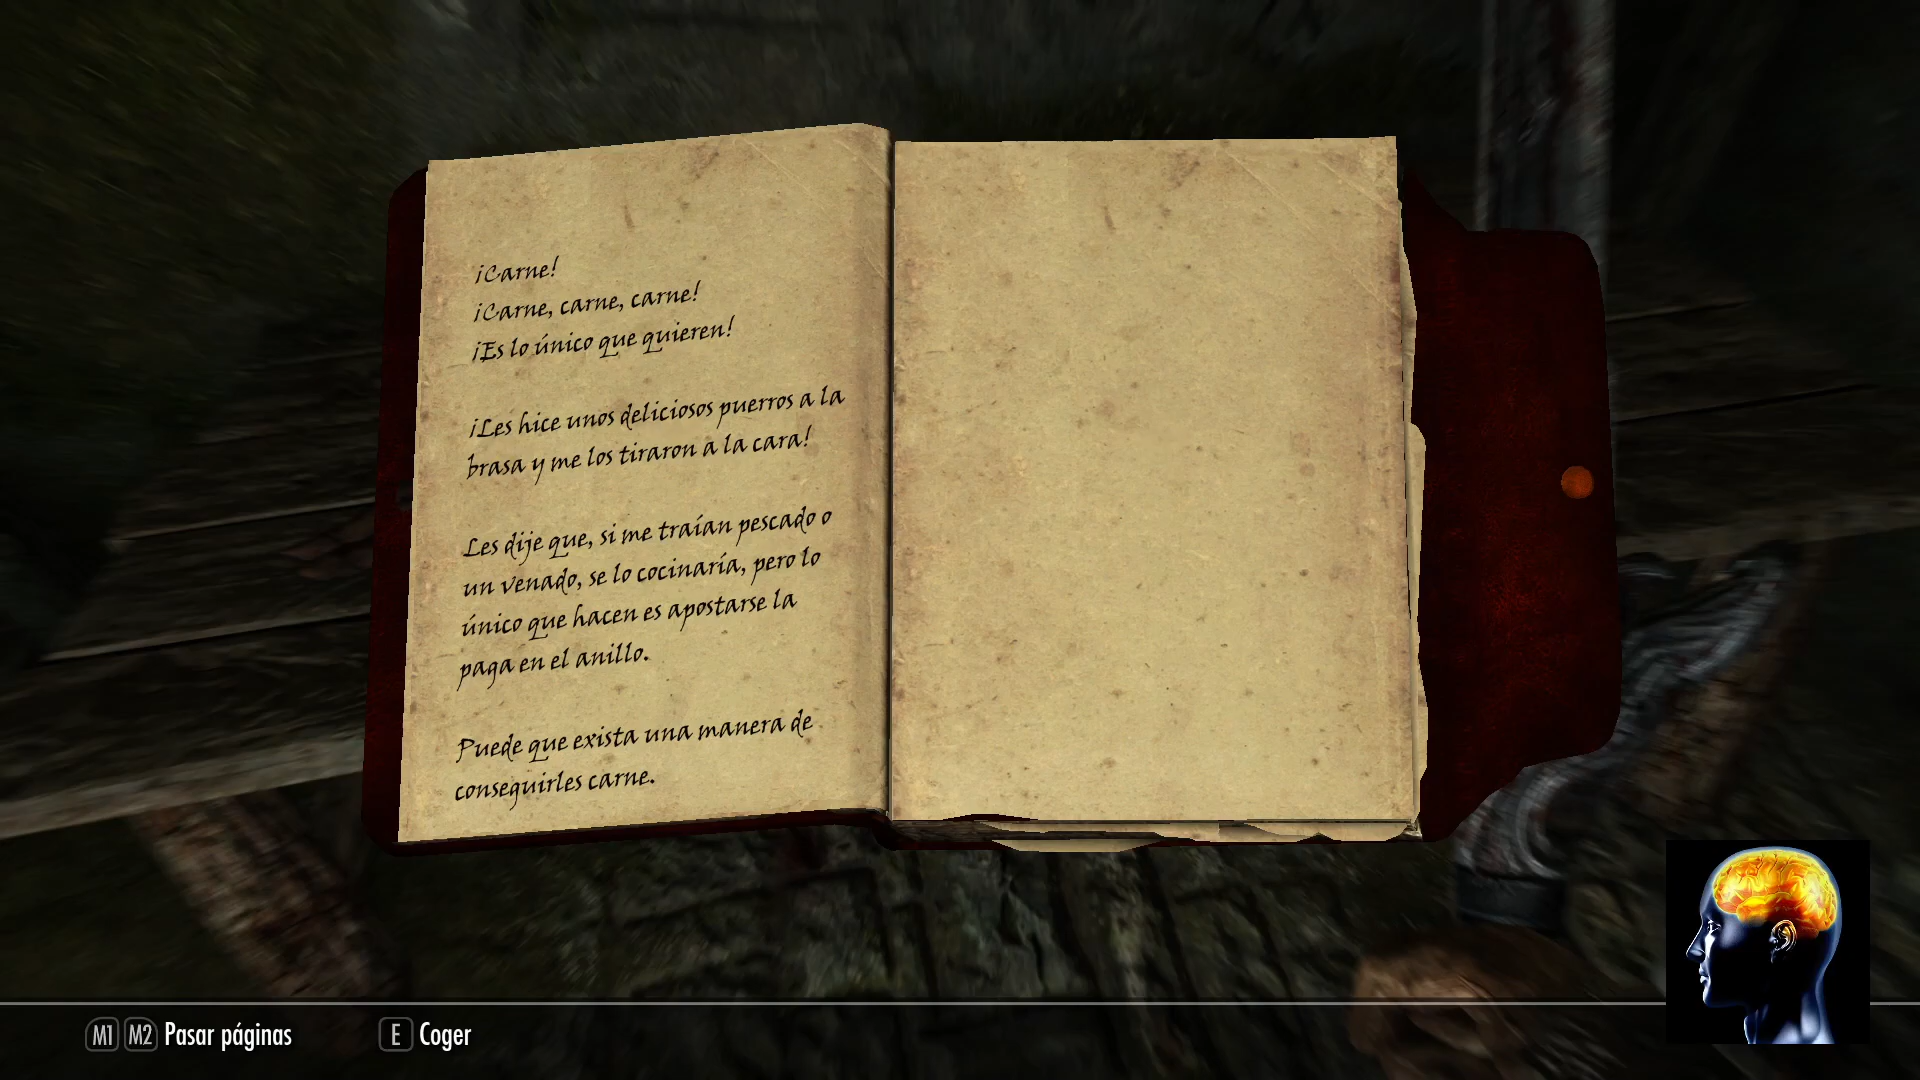 ¡Carne!
¡Carne, carne, carne!
¡Es lo único que quieren!
¡Les hice unos deliciosos puerros a la
brasa y me los tiraron a la cara!
Les dije que, si me traían pescado o
un venado, se lo cocinaría, pero lo
único que hacen es apostarse la
paga en el anillo.
Puede que exista una manera de
conseguirles carne.
M1 M2 Pasar páginas E Coger